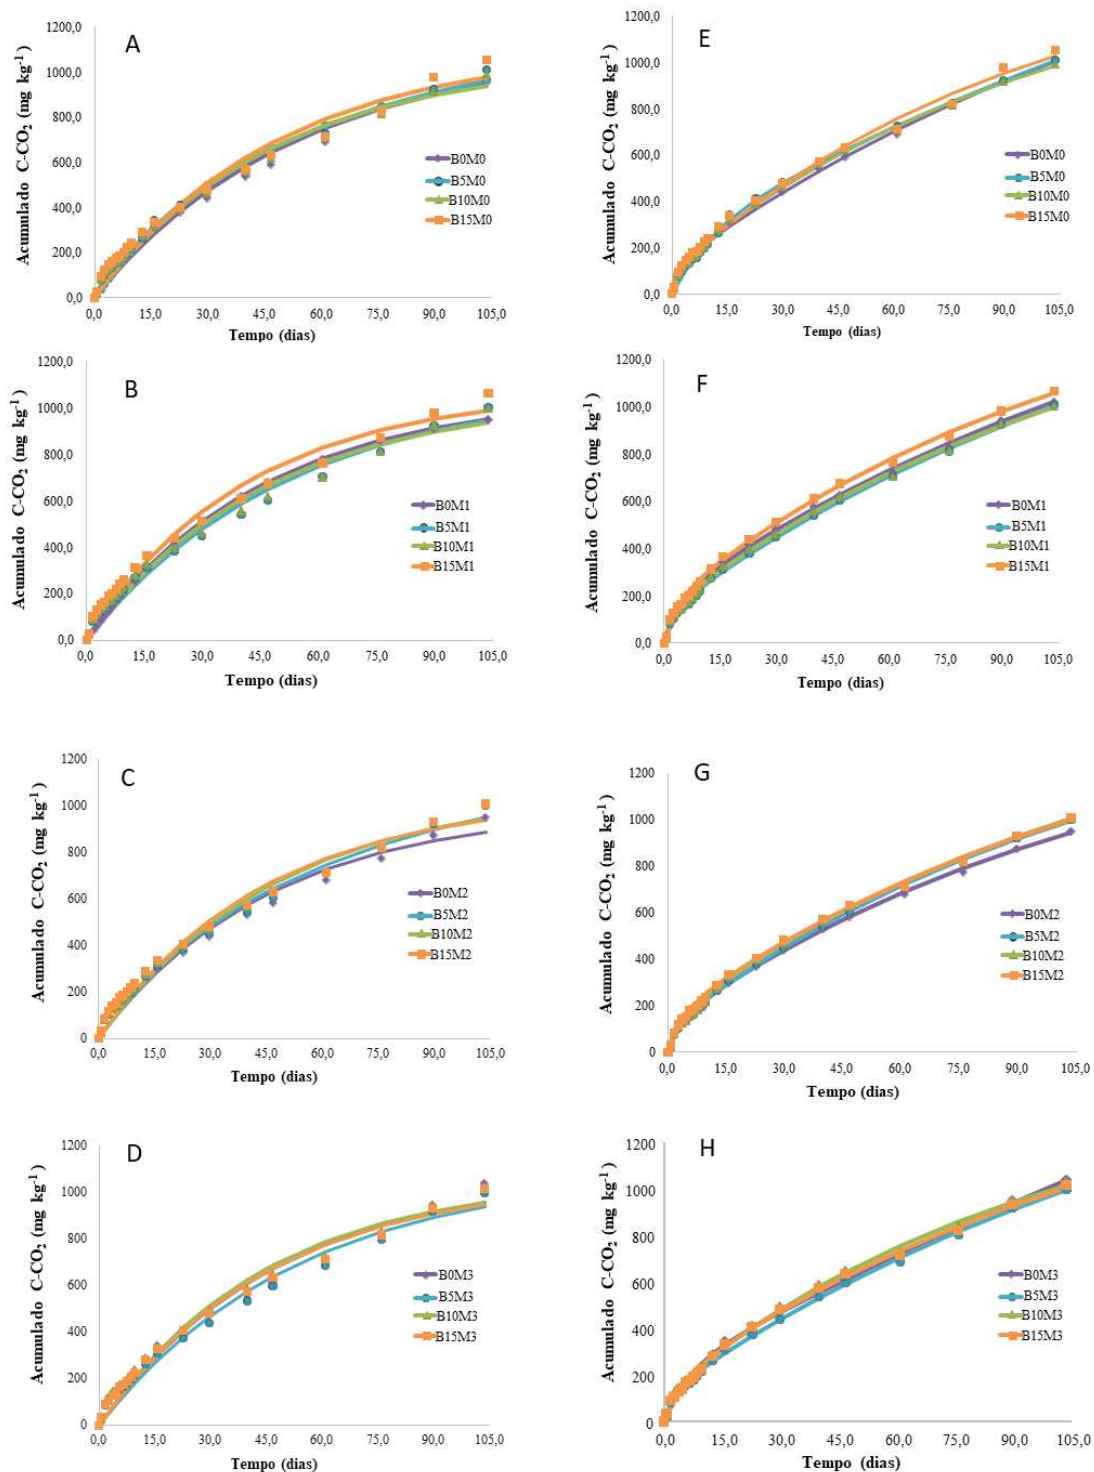 A
Acumulado C-CO₂ (mg kg⁻¹)
1200,0
1000,0
800,0
600,0
400,0
200,0
0,0
0,0 15,0 30,0 45,0 60,0 75,0 90,0 105,0
Tempo (dias)
B0M0
B5M0
B10M0
B15M0
E
Acumulado C-CO₂ (mg kg⁻¹)
1200,0
1000,0
800,0
600,0
400,0
200,0
0,0
0,0 15,0 30,0 45,0 60,0 75,0 90,0 105,0
Tempo (dias)
B0M0
B5M0
B10M0
B15M0
B
Acumulado C-CO₂ (mg kg⁻¹)
1200,0
1000,0
800,0
600,0
400,0
200,0
0,0
0,0 15,0 30,0 45,0 60,0 75,0 90,0 105,0
Tempo (dias)
B0M1
B5M1
B10M1
B15M1
F
Acumulado C-CO₂ (mg kg⁻¹)
1200,0
1000,0
800,0
600,0
400,0
200,0
0,0
0,0 15,0 30,0 45,0 60,0 75,0 90,0 105,0
Tempo (dias)
B0M1
B5M1
B10M1
B15M1
C
Acumulado C-CO₂ (mg kg⁻¹)
1200
1000
800
600
400
200
0
0,0 15,0 30,0 45,0 60,0 75,0 90,0 105,0
Tempo (dias)
B0M2
B5M2
B10M2
B15M2
G
Acumulado C-CO₂ (mg kg⁻¹)
1200
1000
800
600
400
200
0
0,0 15,0 30,0 45,0 60,0 75,0 90,0 105,0
Tempo (dias)
B0M2
B5M2
B10M2
B15M2
D
Acumulado C-CO₂ (mg kg⁻¹)
1200
1000
800
600
400
200
0
0,0 15,0 30,0 45,0 60,0 75,0 90,0 105,0
Tempo (dias)
B0M3
B5M3
B10M3
B15M3
H
Acumulado C-CO₂ (mg kg⁻¹)
1200
1000
800
600
400
200
0
0,0 15,0 30,0 45,0 60,0 75,0 90,0 105,0
Tempo (dias)
B0M3
B5M3
B10M3
B15M3